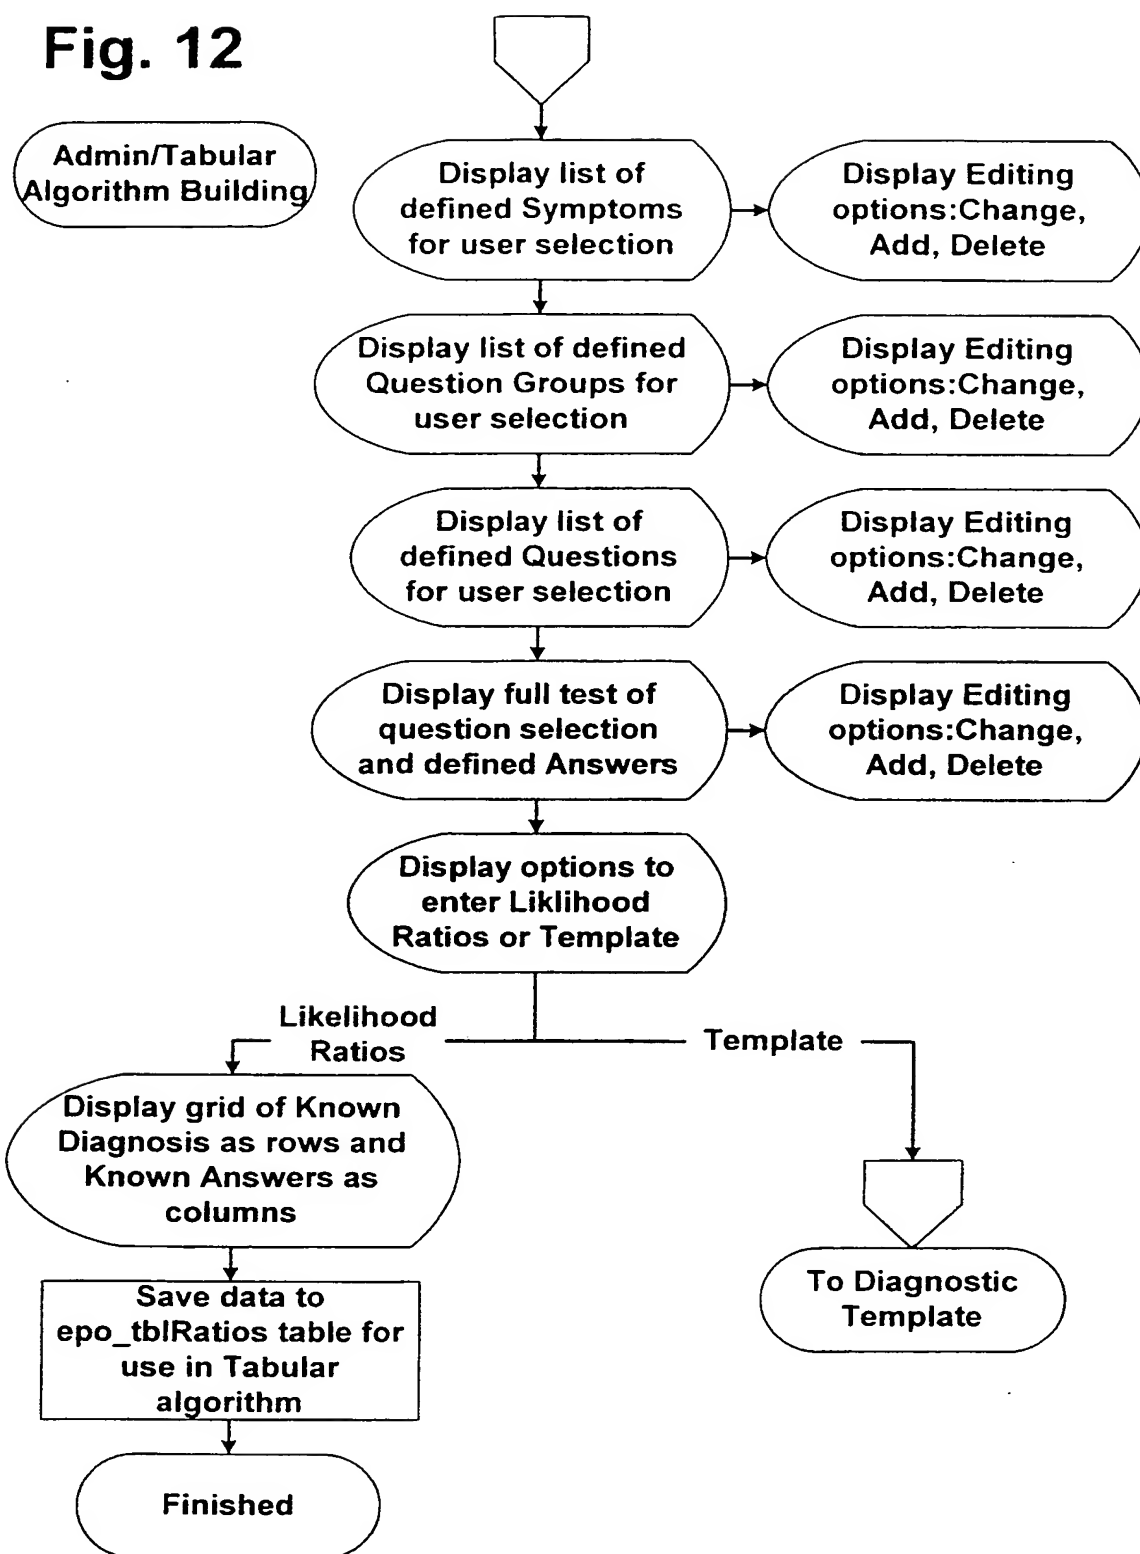 Fig. 12
Admin/Tabular
Algorithm Building
Display list of
defined Symptoms
for user selection
Display Editing
options:Change,
Add, Delete
Display list of defined
Question Groups for
user selection
Display Editing
options:Change,
Add, Delete
Display list of
defined Questions
for user selection
Display Editing
options:Change,
Add, Delete
Display full test of
question selection
and defined Answers
Display Editing
options:Change,
Add, Delete
Display options to
enter Liklihood
Ratios or Template
Likelihood
Ratios
Template
Display grid of Known
Diagnosis as rows and
Known Answers as
columns
Save data to
epo_tblRatios table for
use in Tabular
algorithm
Finished
To Diagnostic
Template